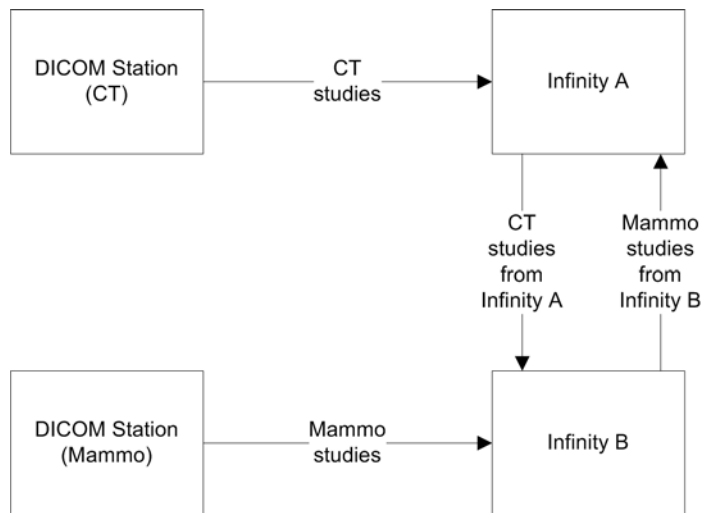 DICOM Station
(CT)
CT
studies
Infinity A
CT
studies
from
Infinity A
Mammo
studies
from
Infinity B
DICOM Station
(Mammo)
Mammo
studies
Infinity B